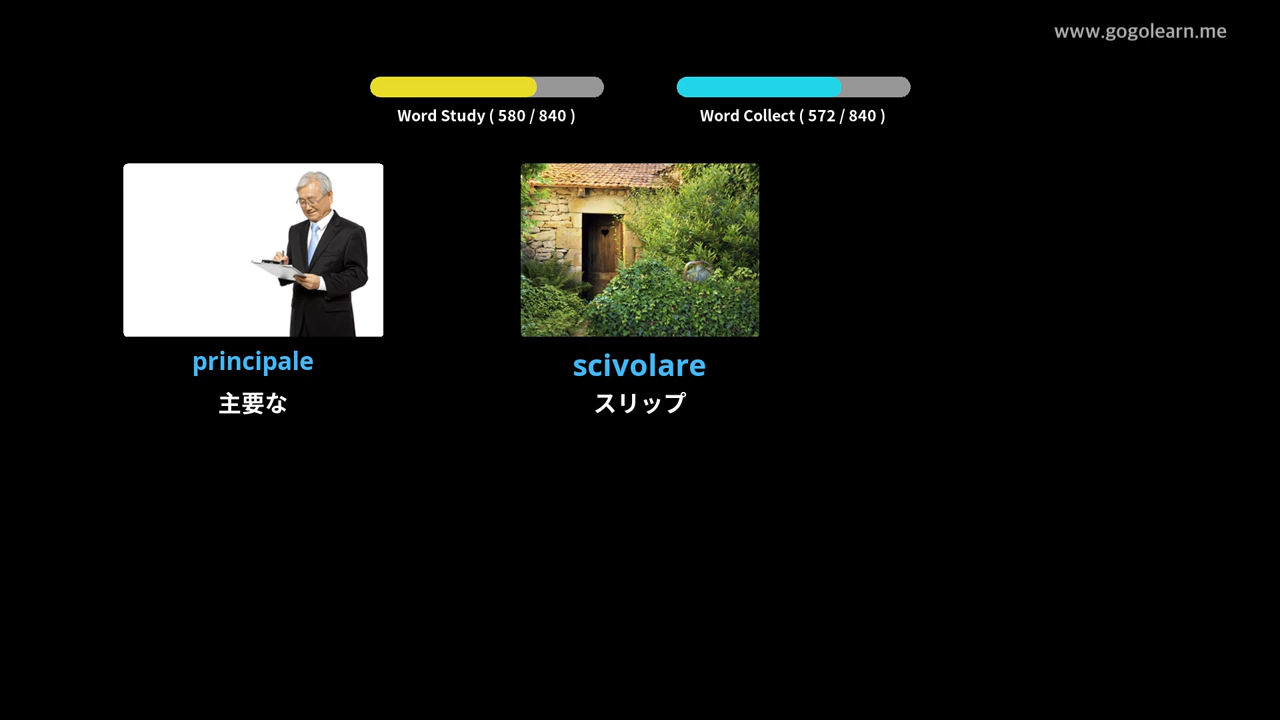 www.gogolearn.me
Word Study ( 580 / 840 )
Word Collect ( 572 / 840 )
principale
主要な
scivolare
スリップ